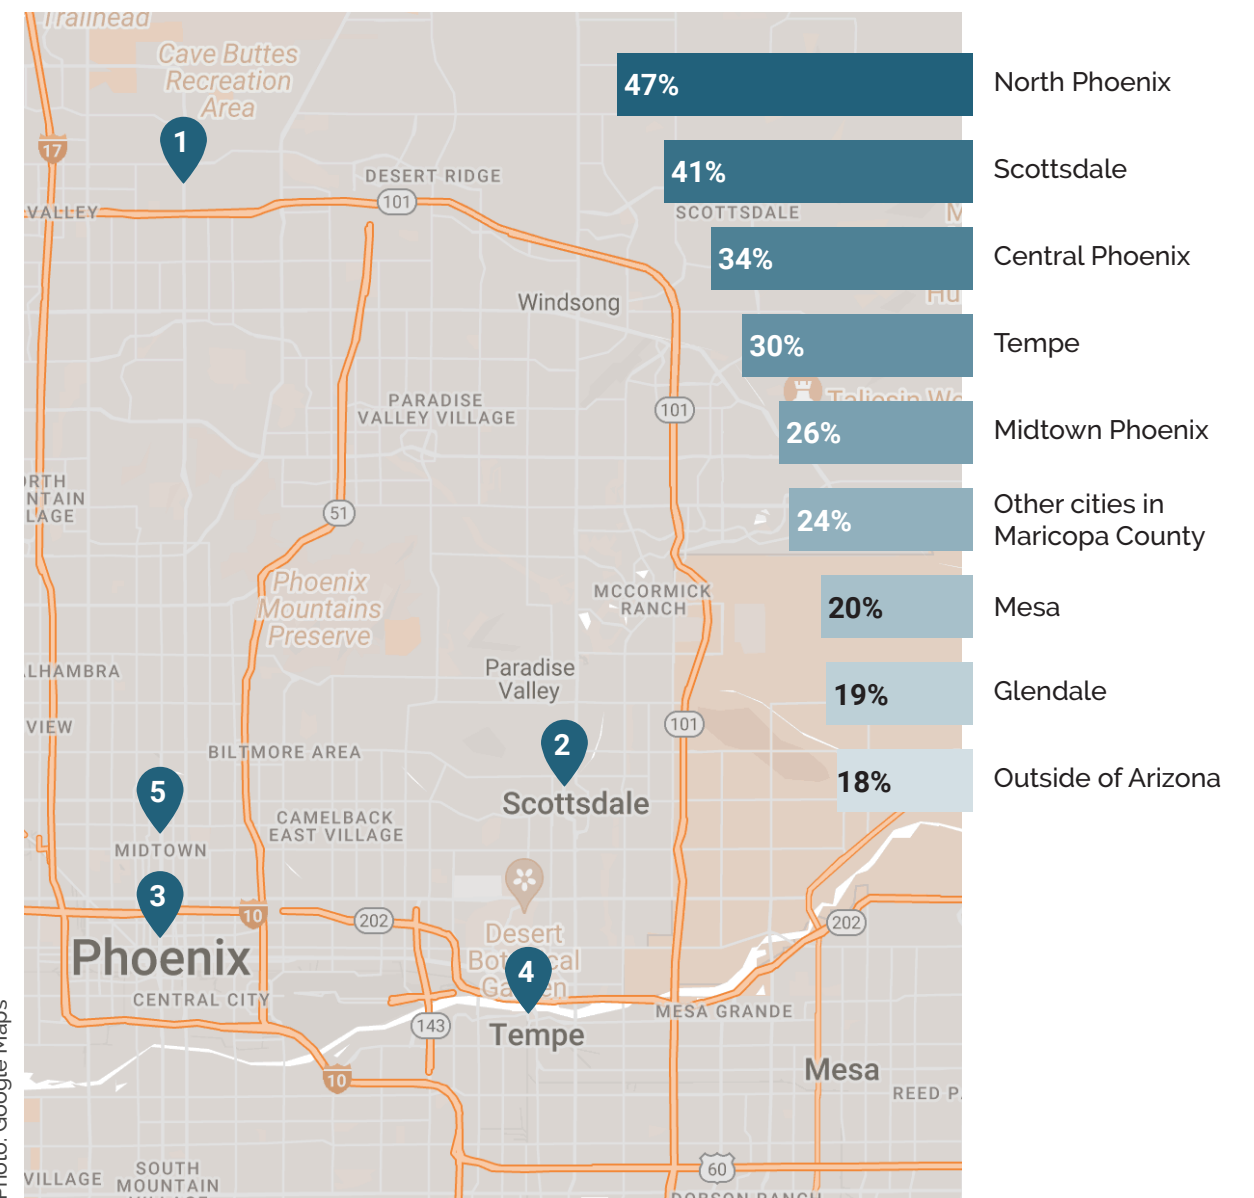 Trailhead
Cave Buttes
Recreation
Area
1
17
VALLEY
DESERT RIDGE
101
SCOTTSDALE
Windsong
PARADISE
VALLEY VILLAGE
101
51
Phoenix
Mountains
Preserve
MCCORMICK
RANCH
Paradise
Valley
VIEW
BILTMORE AREA
101
2
Scottsdale
5
MIDTOWN
CAMELBACK
EAST VILLAGE
3
10
202
Phoenix
CENTRAL CITY
Desert
Garden
4
Tempe
143
10
202
MESA GRANDE
Mesa
REED P
60
VILLAGE
SOUTH
MOUNTAIN
DOBSON RANCH
47% North Phoenix
41% Scottsdale
34% Central Phoenix
30% Tempe
26% Midtown Phoenix
24% Other cities in
Maricopa County
20% Mesa
19% Glendale
18% Outside of Arizona
Taliesin We
Photo: Google Maps